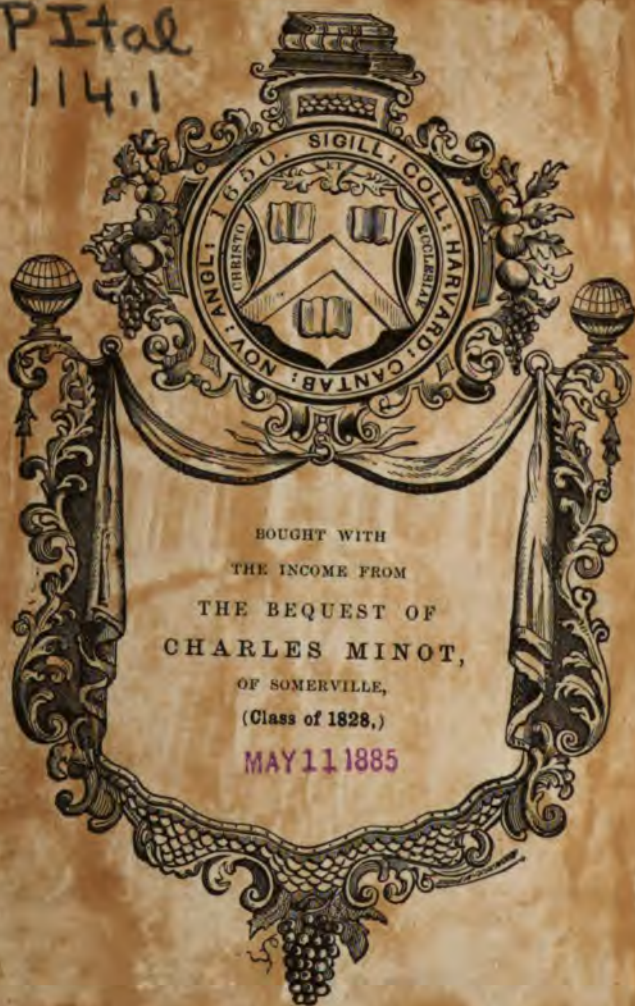 PItal
114.1
SIGILL: COLL: HARVARD: CANTAB: NOV: ANGL: 1650.
ET
CHRISTO
ECCLESIAE
BOUGHT WITH
THE INCOME FROM
THE BEQUEST OF
CHARLES MINOT,
OF SOMERVILLE,
(Class of 1828,)
MAY 11 1885